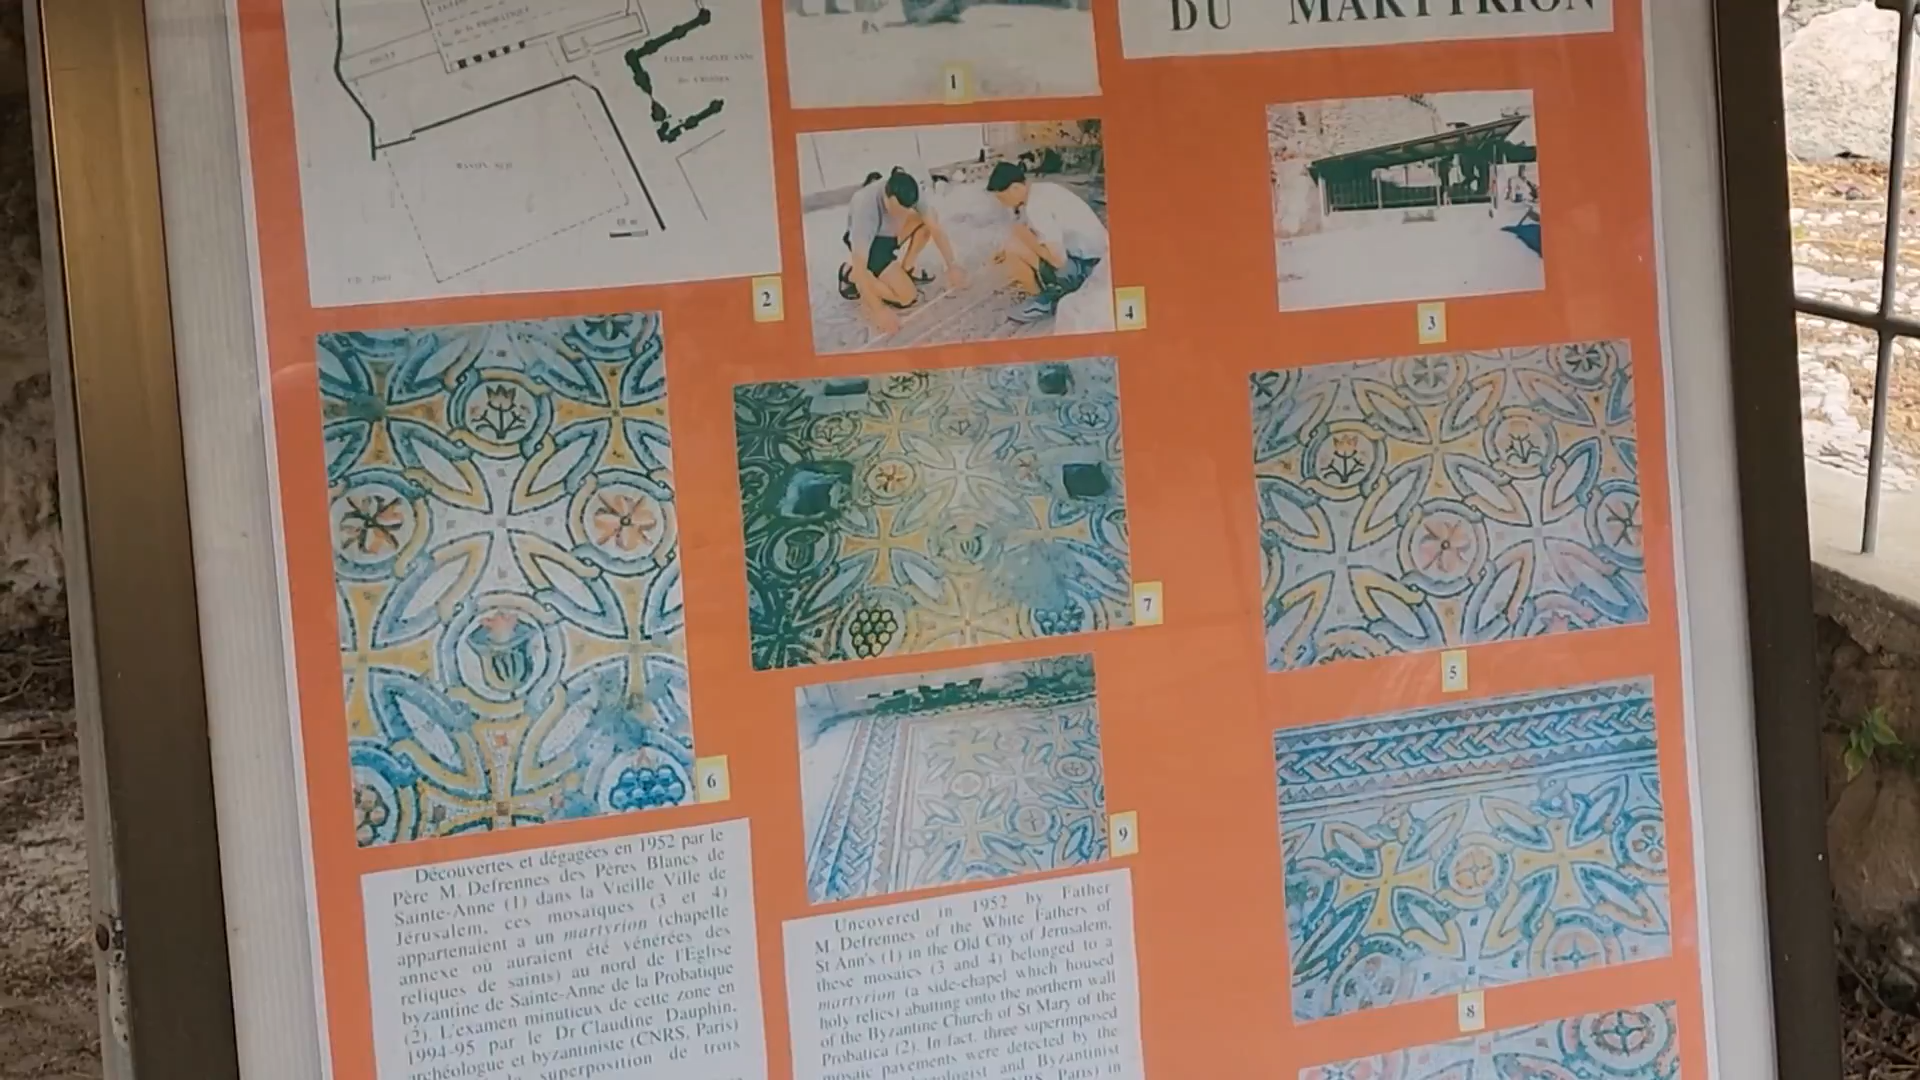 DU MARTYRION
1
2
4
3
7
5
6
9
8
Découvertes et dégagées en 1952 par le
Père M. Defrennes des Pères Blancs de
Sainte-Anne (1) dans la Vieille Ville de
Jérusalem, ces mosaïques (3 et 4)
appartenaient a un martyrion (chapelle
annexe où auraient été vénérées des
reliques de saints) au nord de l'Eglise
byzantine de Sainte-Anne de la Probatique
(2). L'examen minutieux de cette zone en
1994-95 par le Dr Claudine Dauphin,
archéologue et byzantiniste (CNRS, Paris)
superposition de trois
Uncovered in 1952 by Father
M. Defrennes of the White Fathers of
St Ann's (1) in the Old City of Jerusalem,
these mosaics (3 and 4) belonged to a
martyrion (a side-chapel which housed
holy relics) abutting onto the northern wall
of the Byzantine Church of St Mary of the
Probatica (2). In fact, three superimposed
mosaic pavements were detected by the
and Byzantinist
Paris) in